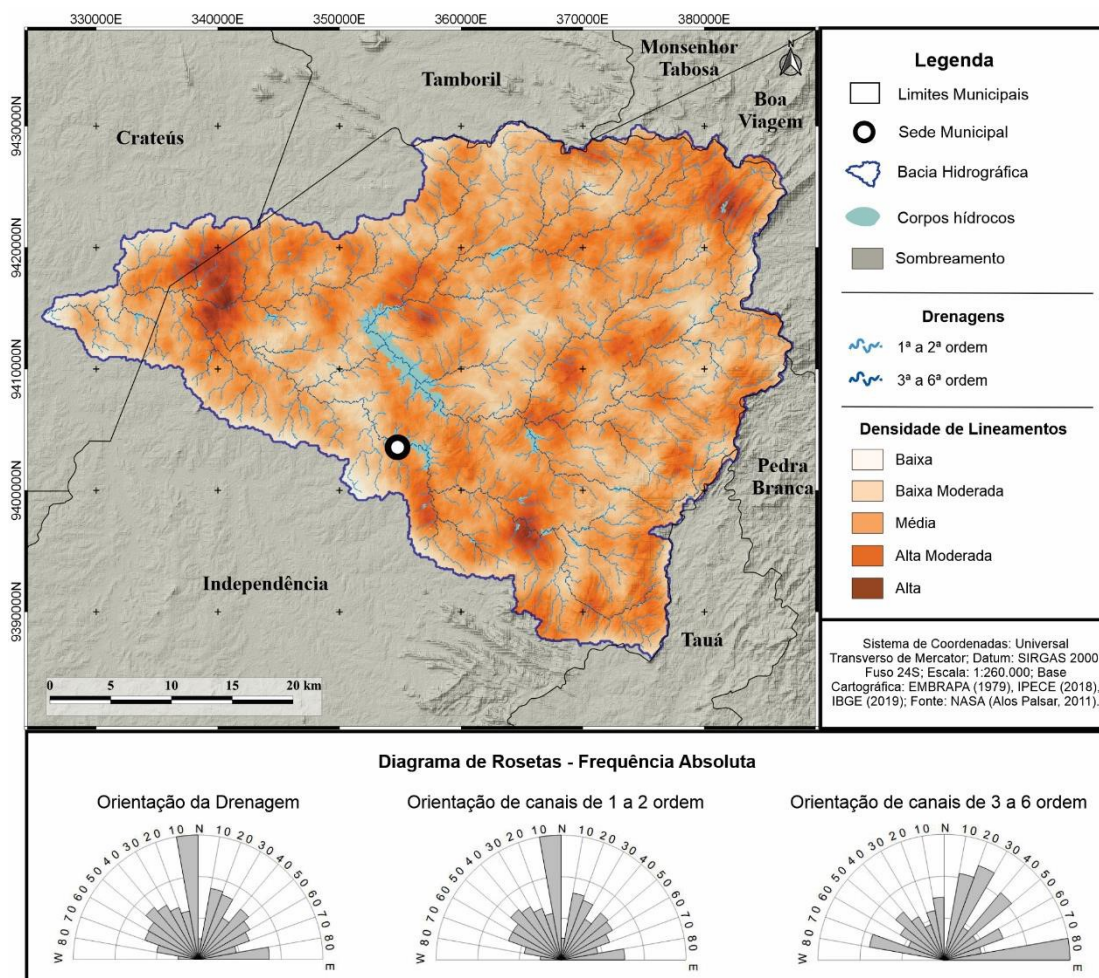 330000E 340000E 350000E 360000E 370000E 380000E
9430000N
9420000N
9410000N
9400000N
9390000N
Monsenhor
Tabosa
N
Tamboril
Boa
Viagem
Crateús
Pedra
Branca
Independência
Tauá
0 5 10 15 20 km
Legenda
Limites Municipais
Sede Municipal
Bacia Hidrográfica
Corpos hídrocos
Sombreamento
Drenagens
1ª a 2ª ordem
3ª a 6ª ordem
Densidade de Lineamentos
Baixa
Baixa Moderada
Média
Alta Moderada
Alta
Sistema de Coordenadas: Universal
Transverso de Mercator; Datum: SIRGAS 2000,
Fuso 24S; Escala: 1:260.000; Base
Cartográfica: EMBRAPA (1979), IPECE (2018),
IBGE (2019); Fonte: NASA (Alos Palsar, 2011).
Diagrama de Rosetas - Frequência Absoluta
Orientação da Drenagem
W 80 70 60 50 40 30 20 10 N 10 20 30 40 50 60 70 80 E
Orientação de canais de 1 a 2 ordem
W 80 70 60 50 40 30 20 10 N 10 20 30 40 50 60 70 80 E
Orientação de canais de 3 a 6 ordem
W 80 70 60 50 40 30 20 10 N 10 20 30 40 50 60 70 80 E